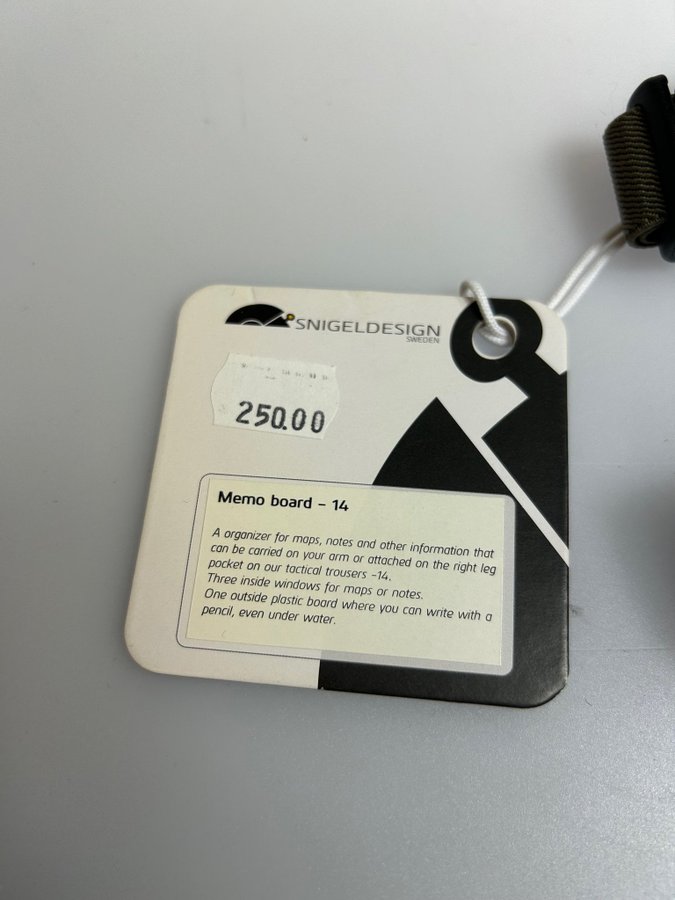 SNIGELDESIGN
SWEDEN
250.00
Memo board - 14
A organizer for maps, notes and other information that
can be carried on your arm or attached on the right leg
pocket on our tactical trousers -14.
Three inside windows for maps or notes.
One outside plastic board where you can write with a
pencil, even under water.